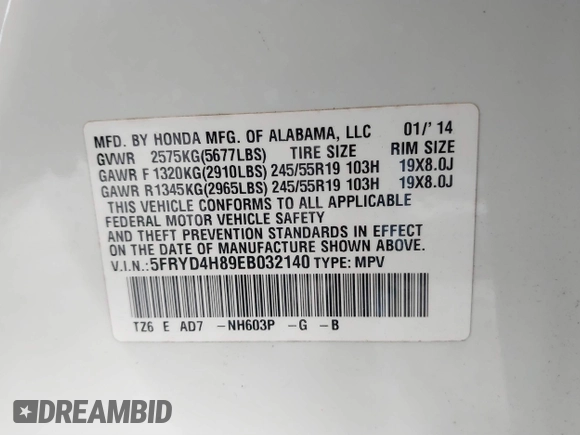 MFD. BY HONDA MFG. OF ALABAMA, LLC 01/'14
GVWR 2575KG(5677LBS) TIRE SIZE RIM SIZE
GAWR F 1320KG(2910LBS) 245/55R19 103H 19X8.0J
GAWR R 1345KG(2965LBS) 245/55R19 103H 19X8.0J
THIS VEHICLE CONFORMS TO ALL APPLICABLE
FEDERAL MOTOR VEHICLE SAFETY
AND THEFT PREVENTION STANDARDS IN EFFECT
ON THE DATE OF MANUFACTURE SHOWN ABOVE.
V.I.N.:5FRYD4H89EB032140 TYPE: MPV
TZ6 E AD7 -NH603P -G -B
DREAMBID